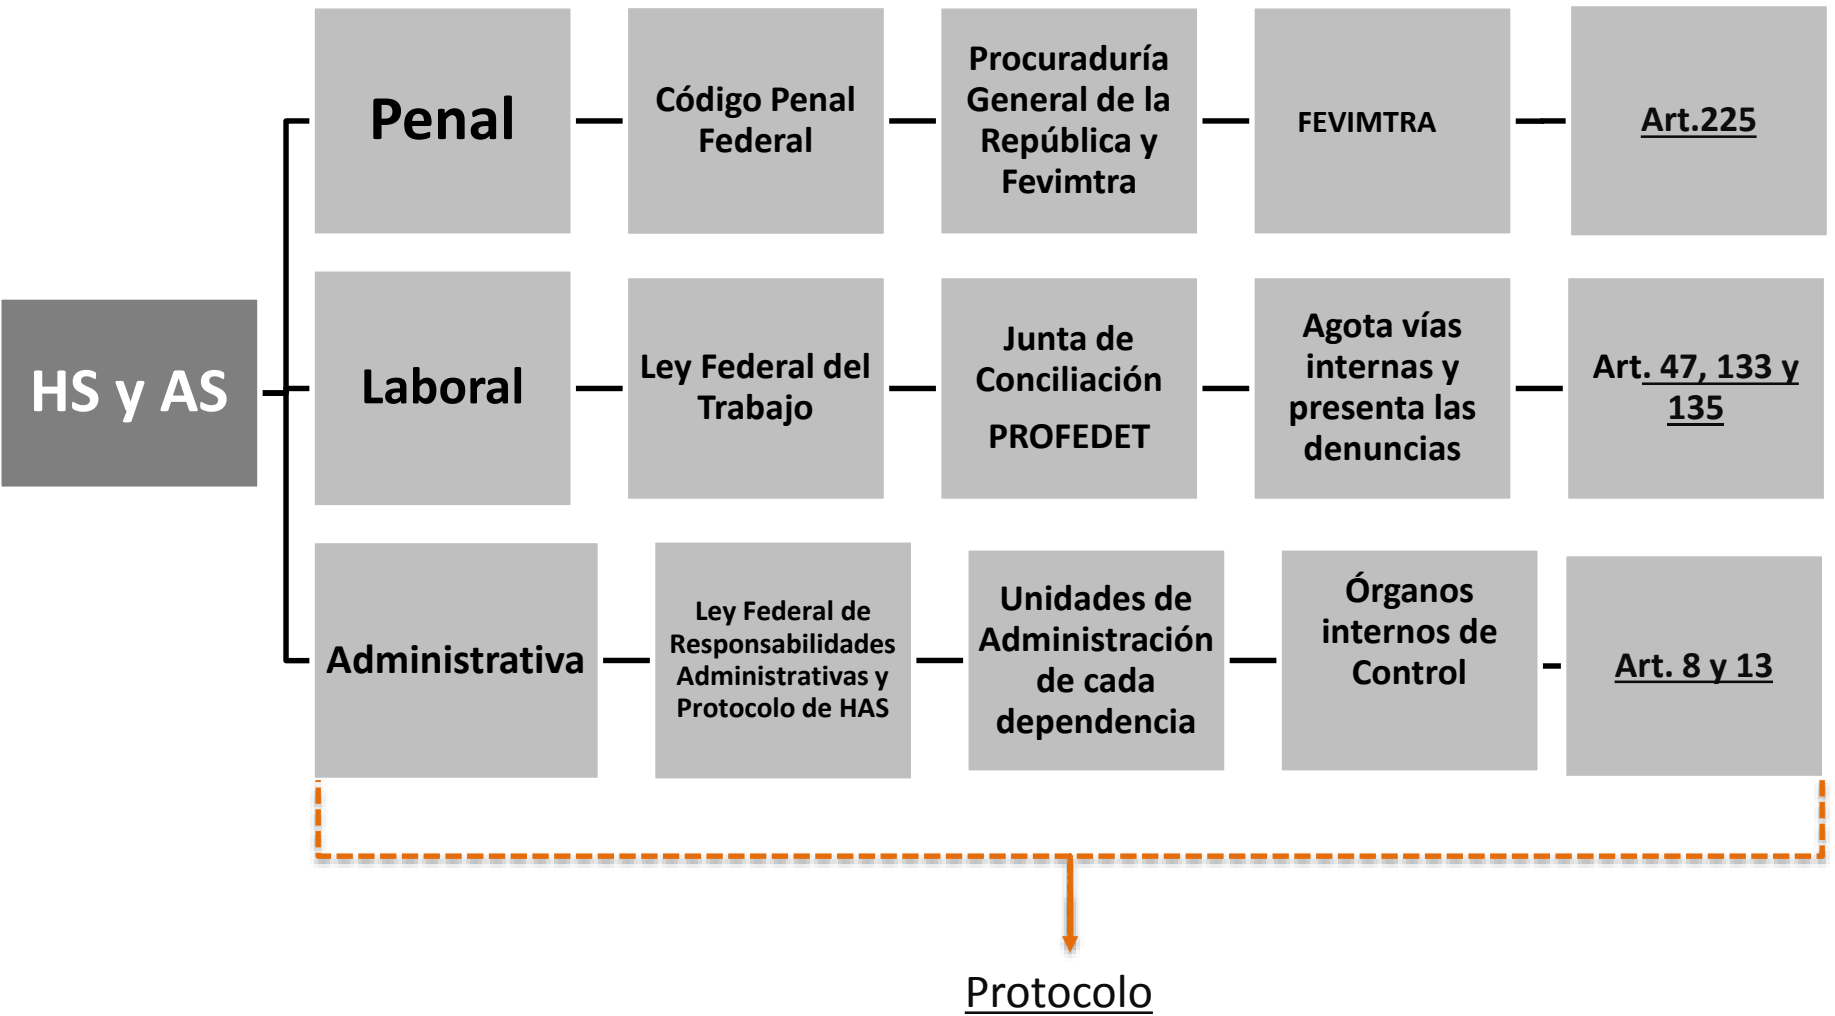 HS y AS
Penal
Código Penal
Federal
Procuraduría
General de la
República y
Fevimtra
FEVIMTRA
Art.225
Laboral
Ley Federal del
Trabajo
Junta de
Conciliación
PROFEDET
Agota vías
internas y
presenta las
denuncias
Art. 47, 133 y
135
Administrativa
Ley Federal de
Responsabilidades
Administrativas y
Protocolo de HAS
Unidades de
Administración
de cada
dependencia
Órganos
internos de
Control
Art. 8 y 13
Protocolo